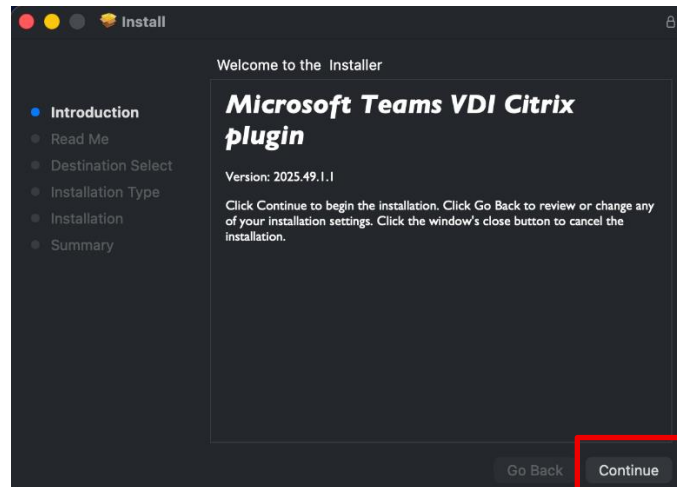 Install
Welcome to the Installer
Introduction
Read Me
Destination Select
Installation Type
Installation
Summary
Microsoft Teams VDI Citrix
plugin
Version: 2025.49.1.1
Click Continue to begin the installation. Click Go Back to review or change any
of your installation settings. Click the window's close button to cancel the
installation.
Go Back
Continue